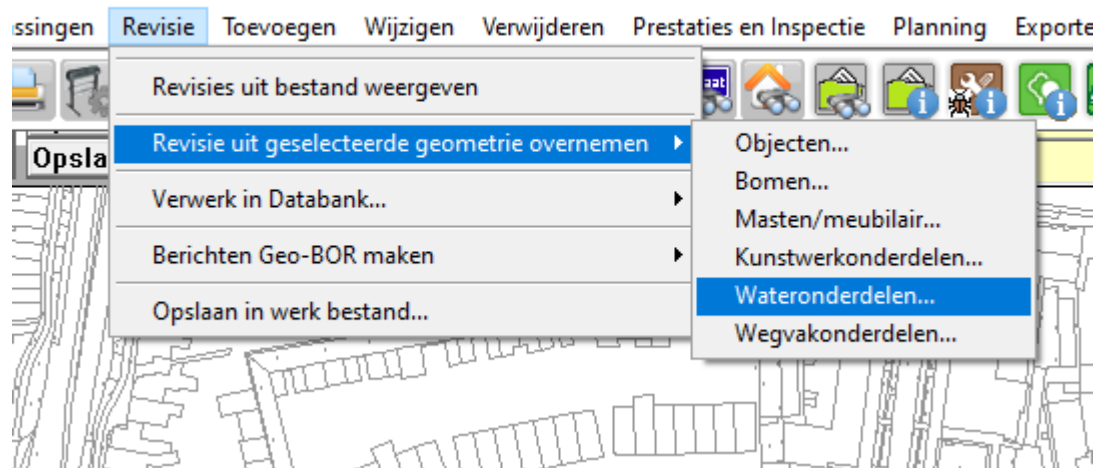 ssingen Revisie Toevoegen Wijzigen Verwijderen Prestaties en Inspectie Planning Exporte
Revisies uit bestand weergeven
aat
Revisie uit geselecteerde geometrie overnemen
Opsla
Objecten...
Bomen...
Verwerk in Databank...
Masten/meubilair...
Berichten Geo-BOR maken
Kunstwerkonderdelen...
Wateronderdelen...
Opslaan in werk bestand...
Wegvakonderdelen...